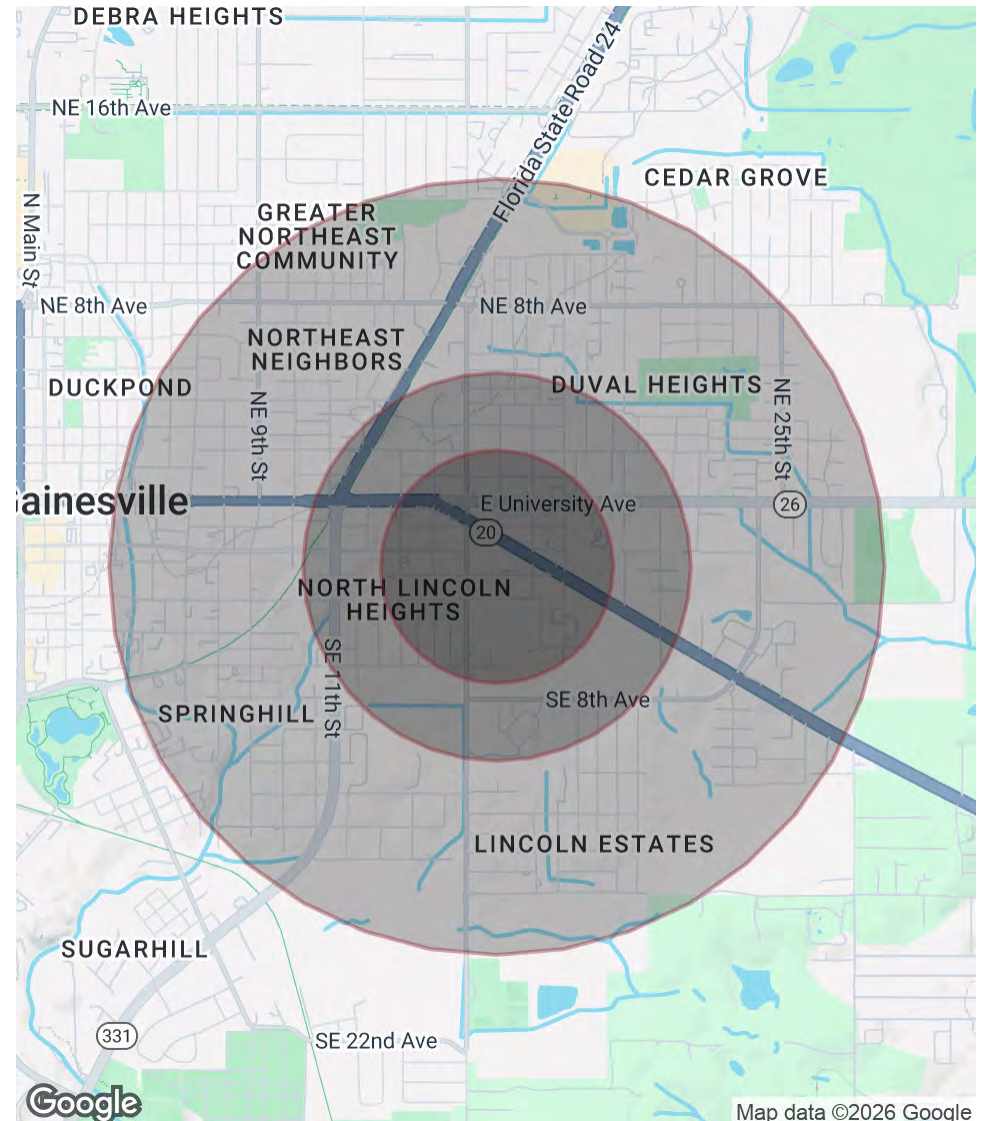 DEBRA HEIGHTS
Florida State Road 24
NE 16th Ave
CEDAR GROVE
N Main St
GREATER
NORTHEAST
COMMUNITY
NE 8th Ave
NE 8th Ave
NORTHEAST
NEIGHBORS
DUCKPOND
DUVAL HEIGHTS
NE 9th St
NE 25th St
ainesville
E University Ave
26
20
NORTH LINCOLN
HEIGHTS
SE 11th St
SE 8th Ave
SPRINGHILL
LINCOLN ESTATES
SUGARHILL
331
SE 22nd Ave
Google
Map data ©2026 Google